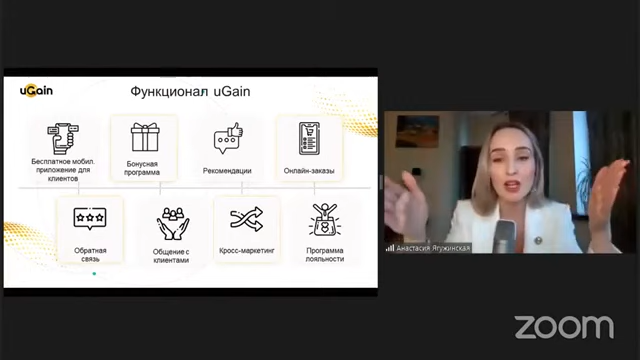 uGain
Функционал uGain
Бесплатное мобил.
приложение для
клиентов
Бонусная
программа
Рекомендации
Онлайн-заказы
Обратная
связь
Общение с
клиентами
Кросс-маркетинг
Программа
лояльности
Анастасия Ягужинская
zoom